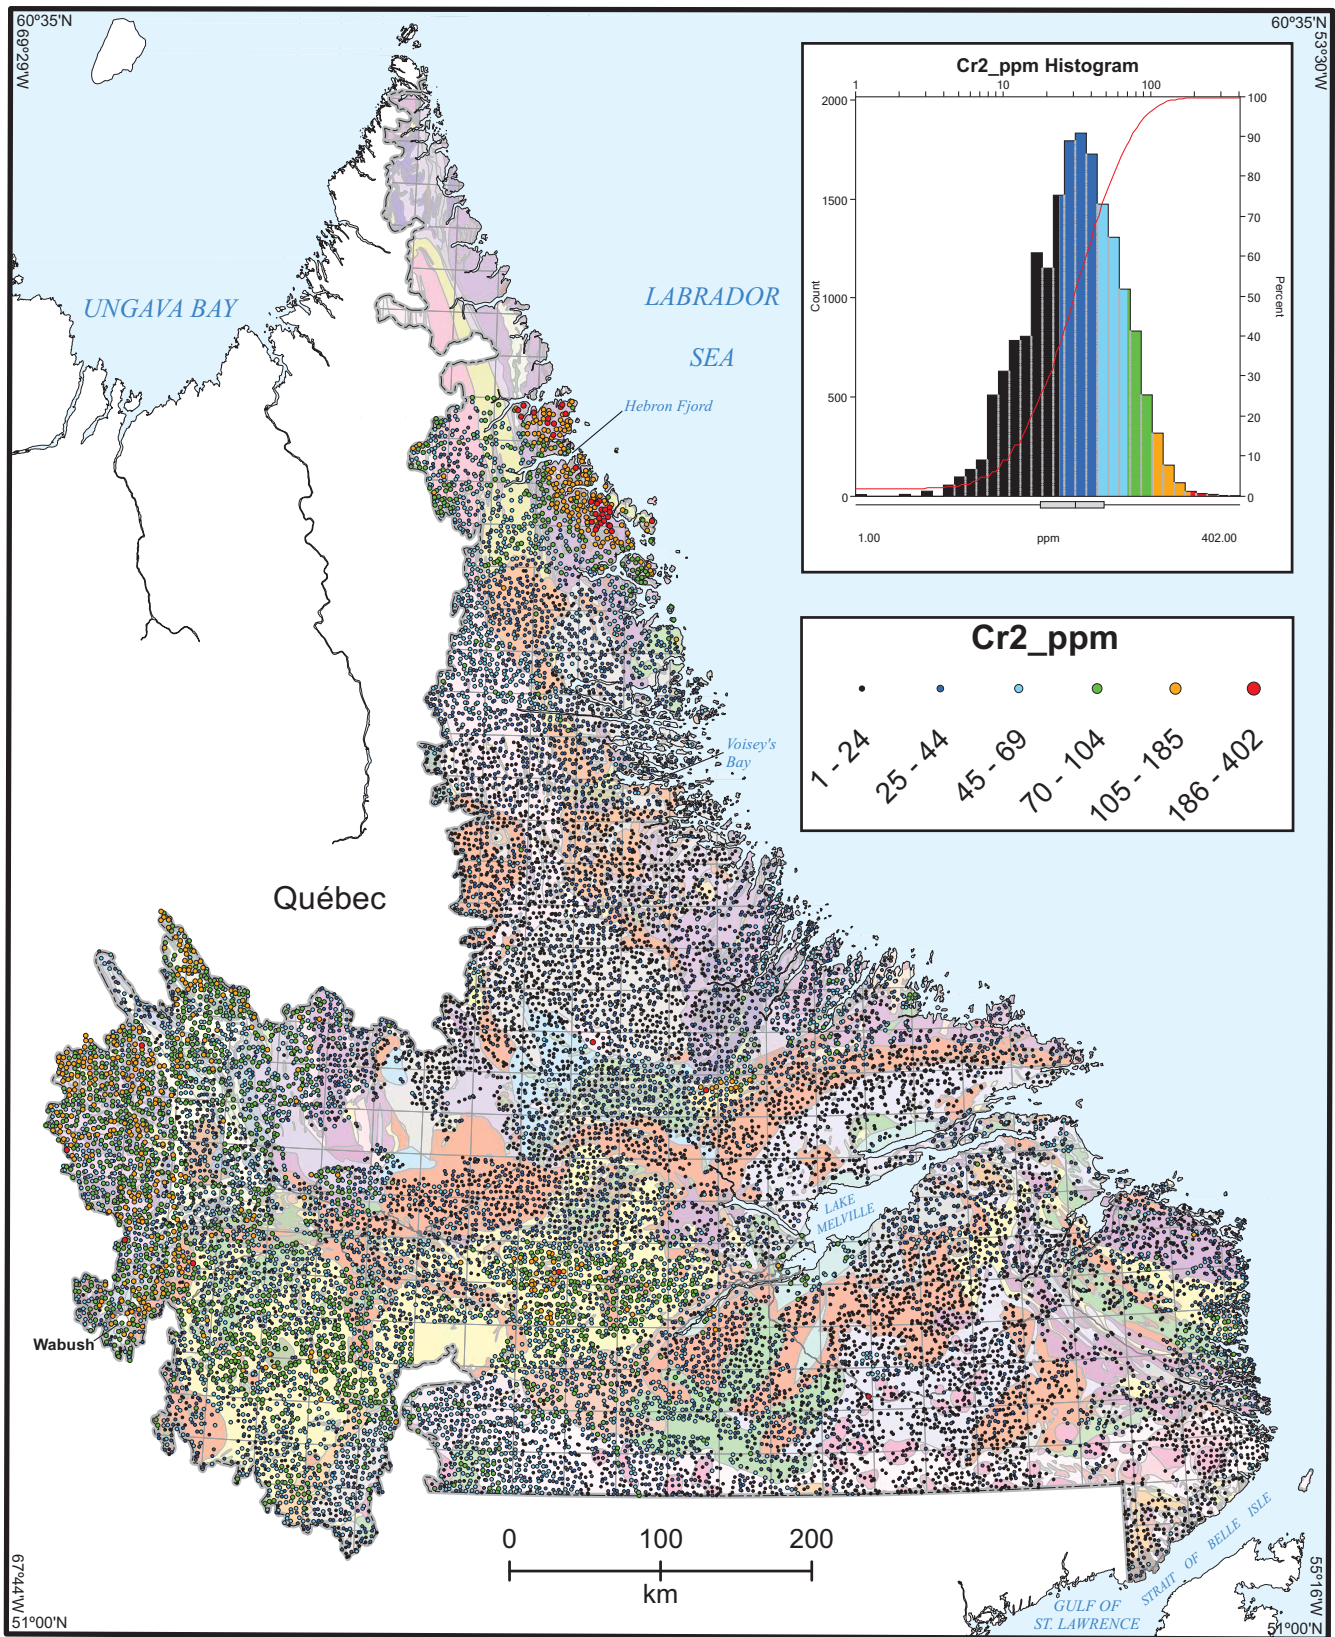 60°35'N
69°29'W
60°35'N
53°30'W
Cr2_ppm Histogram
1
10
100
2000
1500
1000
500
0
Count
100
90
80
70
60
50
40
30
20
10
0
Percent
1.00
ppm
402.00
Cr2_ppm
1 - 24
25 - 44
45 - 69
70 - 104
105 - 185
186 - 402
UNGAVA BAY
LABRADOR
SEA
Hebron Fjord
Voisey's
Bay
Québec
LAKE
MELVILLE
Wabush
0
100
200
km
STRAIT OF BELLE ISLE
GULF OF
ST. LAWRENCE
67°44'W
51°00'N
55°16'W
51°00'N